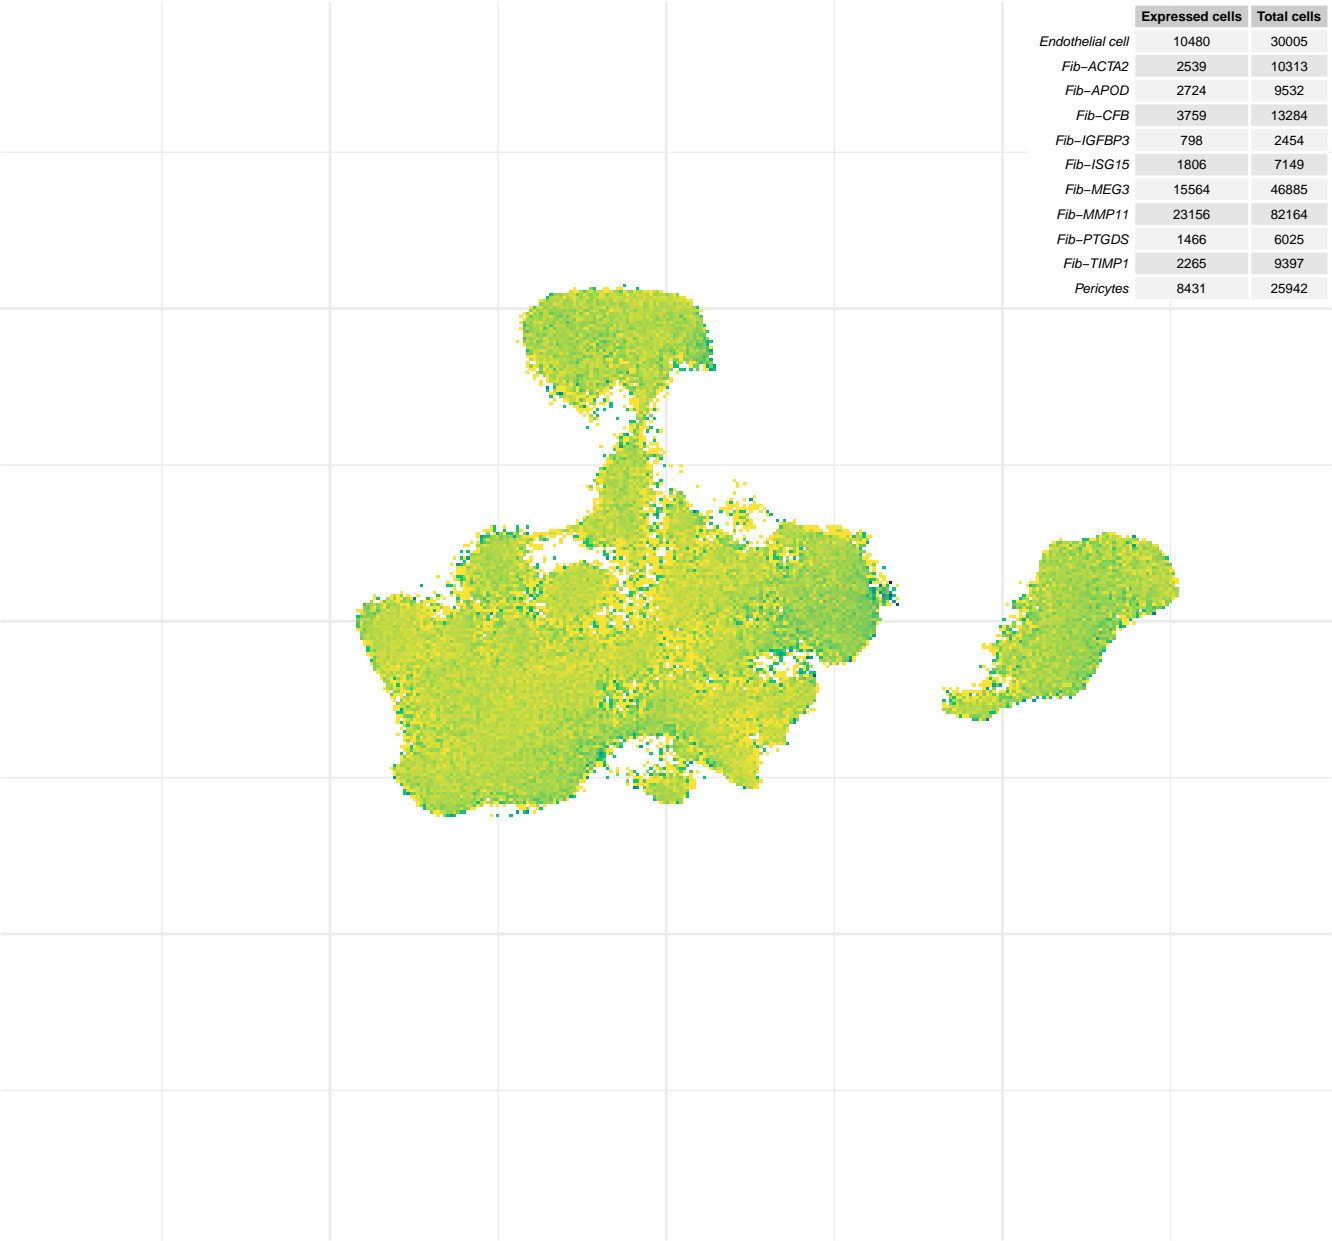 Expressed cells Total cells
Endothelial cell 10480 30005
Fib−ACTA2 2539 10313
Fib−APOD 2724 9532
Fib−CFB 3759 13284
Fib−IGFBP3 798 2454
Fib−ISG15 1806 7149
Fib−MEG3 15564 46885
Fib−MMP11 23156 82164
Fib−PTGDS 1466 6025
Fib−TIMP1 2265 9397
Pericytes 8431 25942